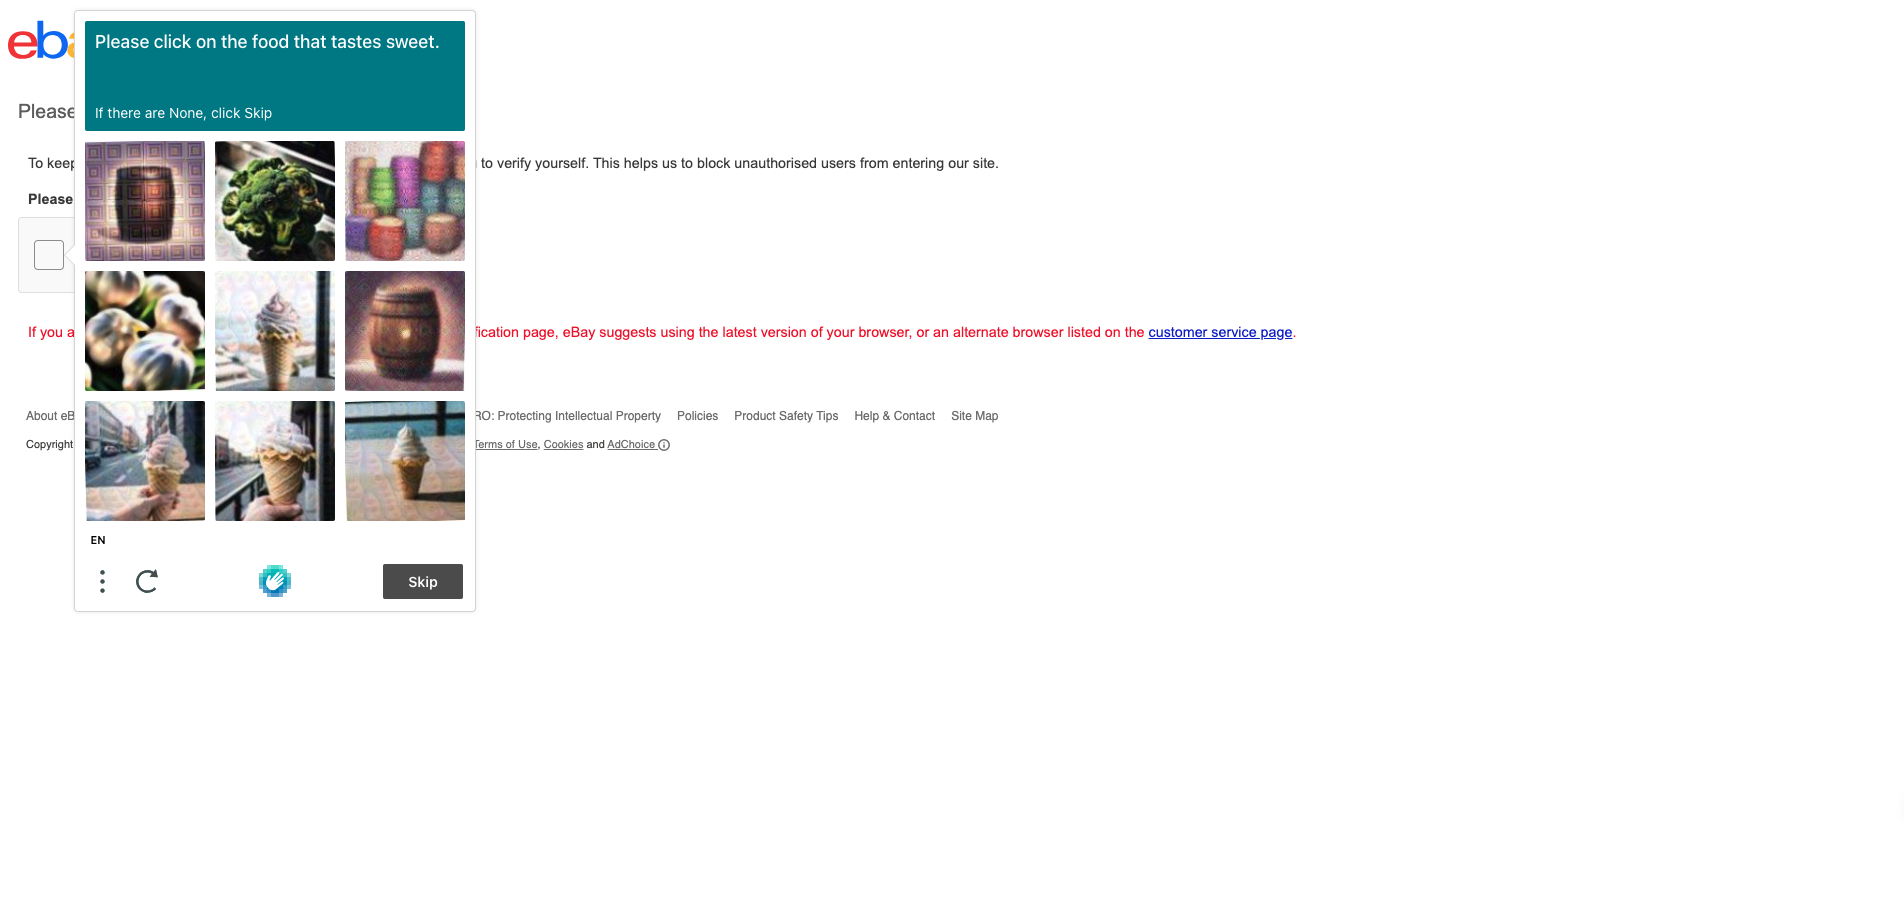 eb
Please click on the food that tastes sweet.
If there are None, click Skip
Please
To keep
to verify yourself. This helps us to block unauthorised users from entering our site.
Please
If you a
fication page, eBay suggests using the latest version of your browser, or an alternate browser listed on the customer service page.
About eB
RO: Protecting Intellectual Property Policies Product Safety Tips Help & Contact Site Map
Copyright
Terms of Use, Cookies and AdChoice
EN
Skip